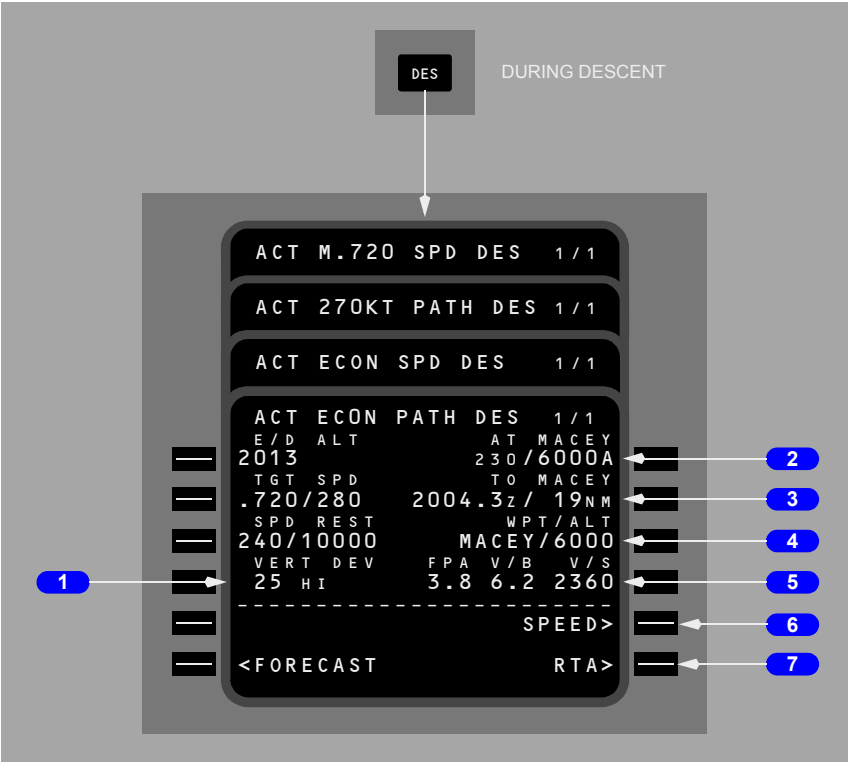 DES
DURING DESCENT
ACT M.720 SPD DES 1/1
ACT 270KT PATH DES 1/1
ACT ECON SPD DES 1/1
ACT ECON PATH DES 1/1
E/D ALT AT MACEY
2013 230/6000A
2
TGT SPD TO MACEY
.720/280 2004.3Z/ 19NM
3
SPD REST WPT/ALT
240/10000 MACEY/6000
4
VERT DEV FPA V/B V/S
1
25 HI 3.8 6.2 2360
5
------------------------
SPEED>
6
<FORECAST RTA>
7